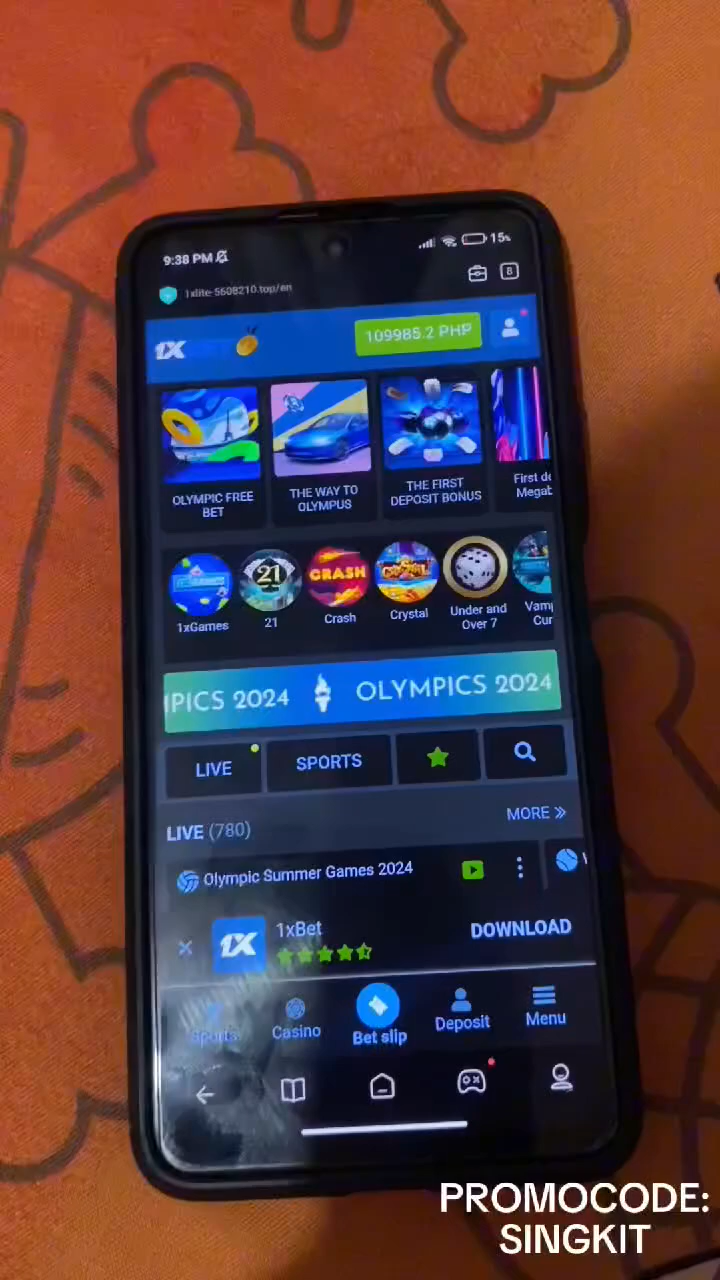 9:38 PM
15%
8
1xlite-5608210.top/en
1X
109985.2 PHP
OLYMPIC FREE
BET
THE WAY TO
OLYMPUS
THE FIRST
DEPOSIT BONUS
First de
Megab
21
CRASH
1xGames
21
Crash
Crystal
Under and
Over 7
Vamp
Cur
IPICS 2024
OLYMPICS 2024
LIVE
SPORTS
LIVE (780)
MORE
Olympic Summer Games 2024
1X
1xBet
DOWNLOAD
Sports
Casino
Bet slip
Deposit
Menu
PROMOCODE:
SINGKIT